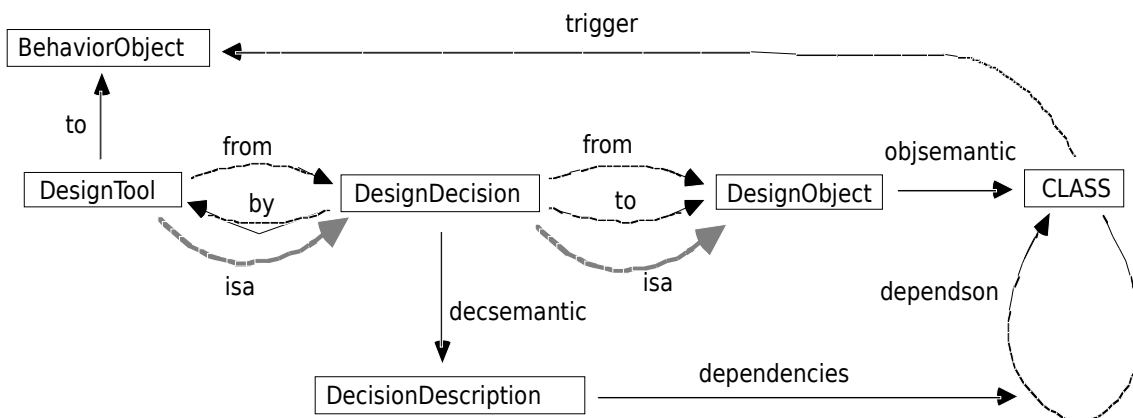 trigger
BehaviorObject
to
from
from
objsemantic
DesignTool
by
DesignDecision
to
DesignObject
CLASS
isa
isa
dependson
decsemantic
dependencies
DecisionDescription